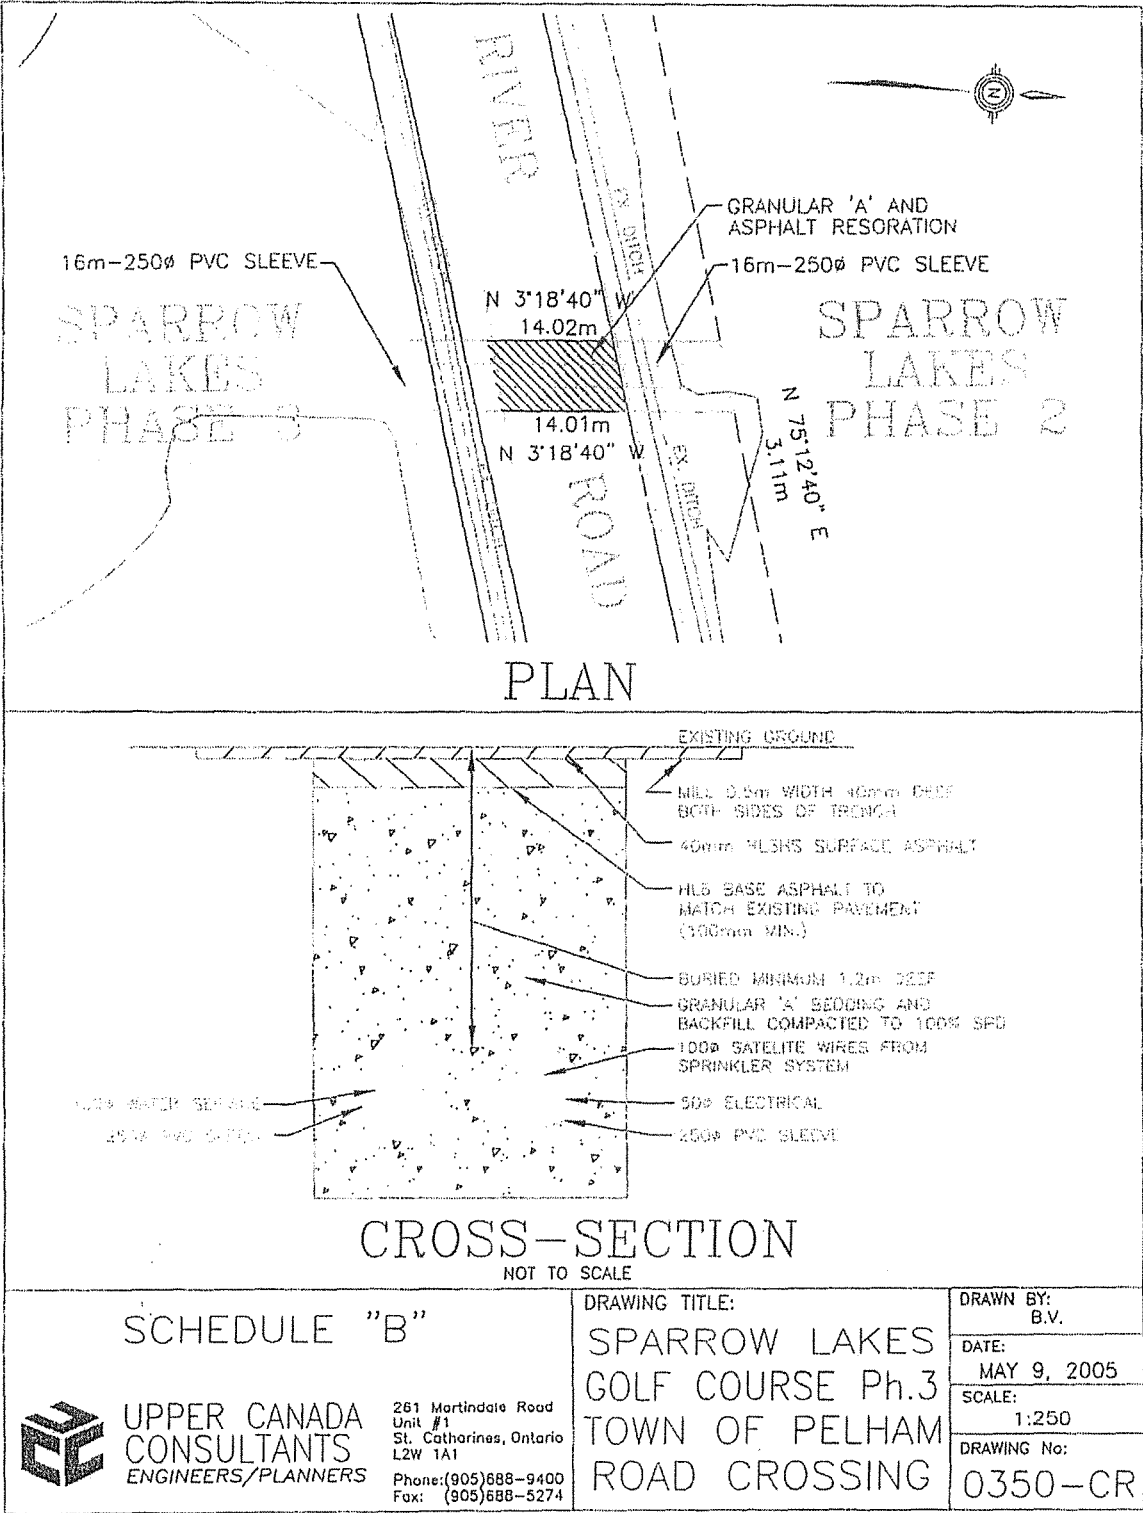 RIVER
N
GRANULAR 'A' AND
ASPHALT RESORATION
16m-250ø PVC SLEEVE
16m-250ø PVC SLEEVE
EX. DITCH
N 3°18'40" W
14.02m
SPARROW
LAKES
PHASE 3
SPARROW
LAKES
PHASE 2
14.01m
N 3°18'40" W
N 75°12'40" E
3.11m
EX. DITCH
ROAD
PLAN
EXISTING GROUND
MILL 0.5m WIDTH 40mm DEEP
BOTH SIDES OF TRENCH
40mm HL3HS SURFACE ASPHALT
BASE ASPHALT TO
MATCH EXISTING PAVEMENT
(100mm MIN.)
BURIED MINIMUM 1.2m DEEP
GRANULAR 'A' BEDDING AND
BACKFILL COMPACTED TO 100% SPD
100ø SATELITE WIRES FROM
SPRINKLER SYSTEM
WATER SERVICE
50ø ELECTRICAL
250ø PVC SLEEVE
250ø PVC SLEEVE
CROSS-SECTION
NOT TO SCALE
SCHEDULE "B"
UCC
UPPER CANADA
CONSULTANTS
ENGINEERS/PLANNERS
261 Martindale Road
Unit #1
St. Catharines, Ontario
L2W 1A1
Phone:(905)688-9400
Fax: (905)688-5274
DRAWING TITLE:
SPARROW LAKES
GOLF COURSE Ph.3
TOWN OF PELHAM
ROAD CROSSING
DRAWN BY:
B.V.
DATE:
MAY 9, 2005
SCALE:
1:250
DRAWING No:
0350-CR